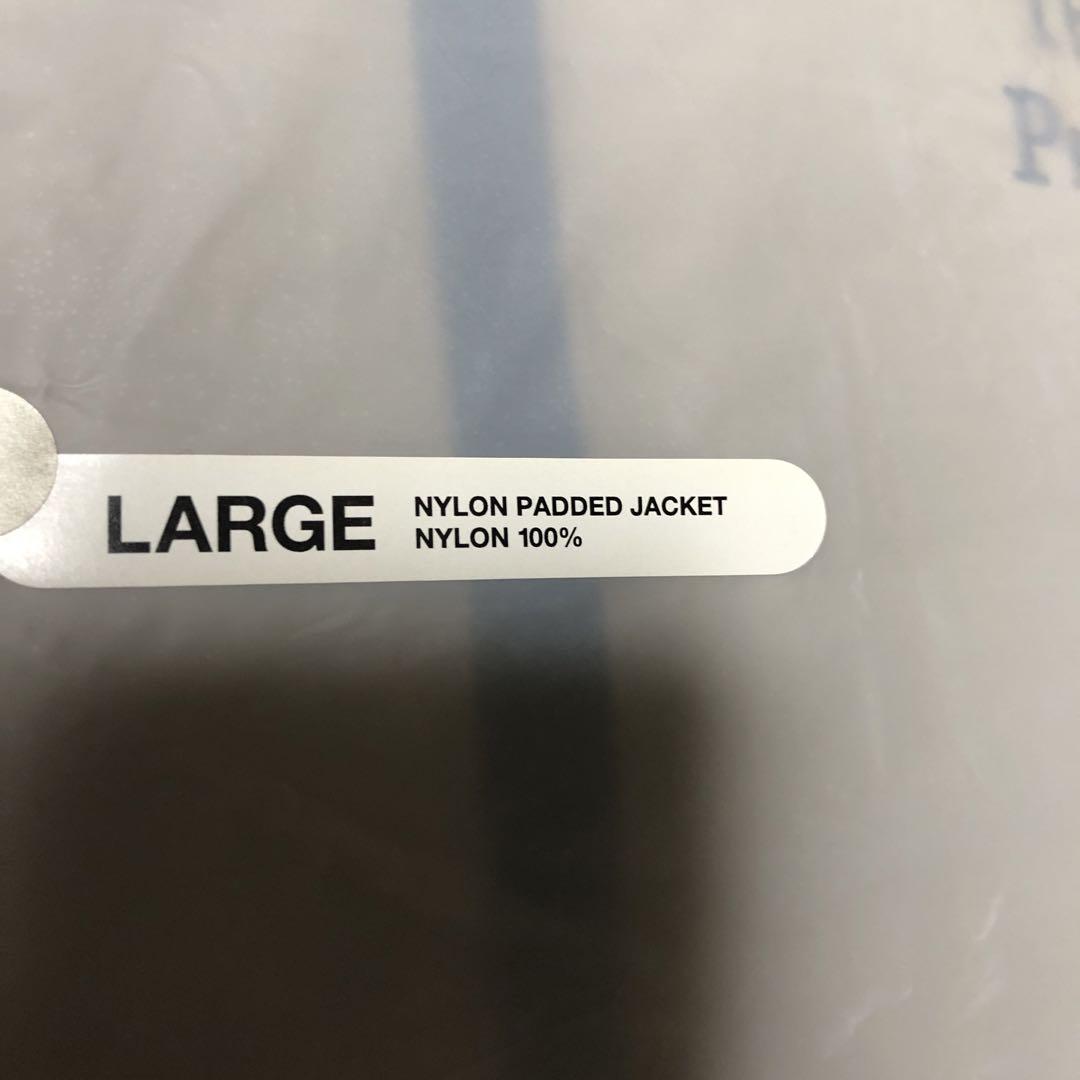 LARGE
NYLON PADDED JACKET
NYLON 100%